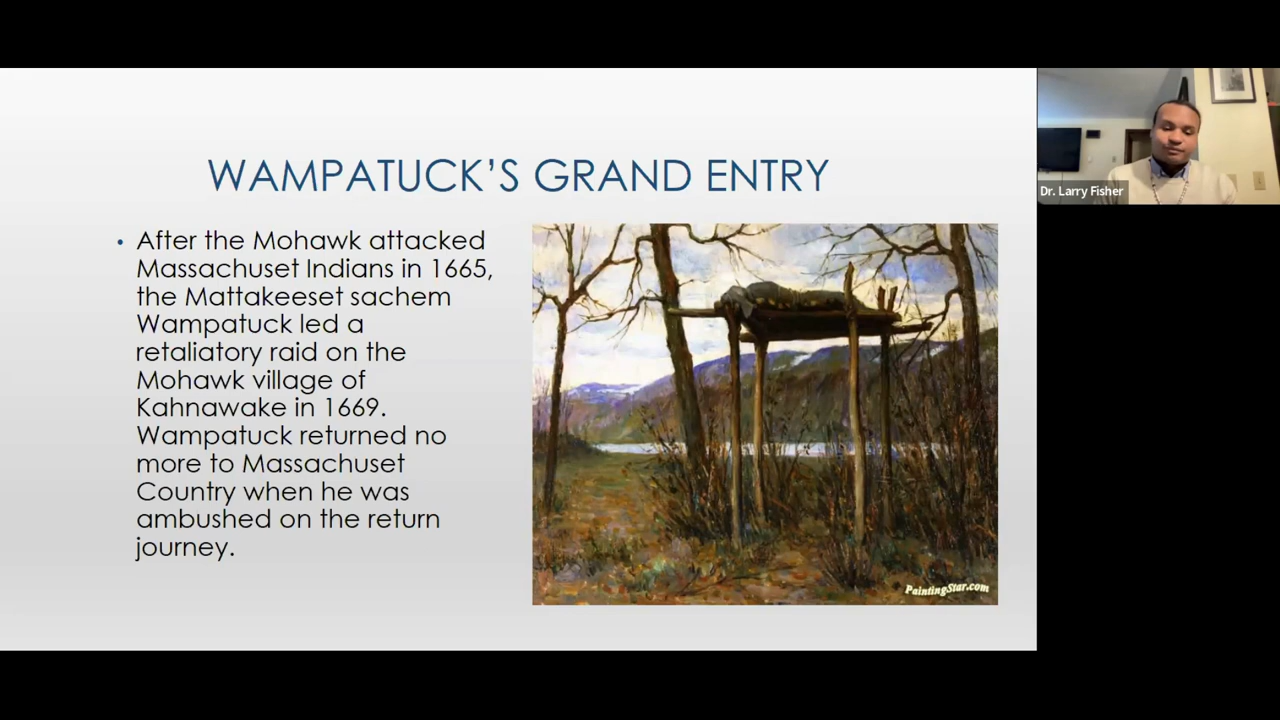 WAMPATUCK'S GRAND ENTRY
• After the Mohawk attacked
Massachuset Indians in 1665,
the Mattakeeset sachem
Wampatuck led a
retaliatory raid on the
Mohawk village of
Kahnawake in 1669.
Wampatuck returned no
more to Massachuset
Country when he was
ambushed on the return
journey.
PaintingStar.com
Dr. Larry Fisher